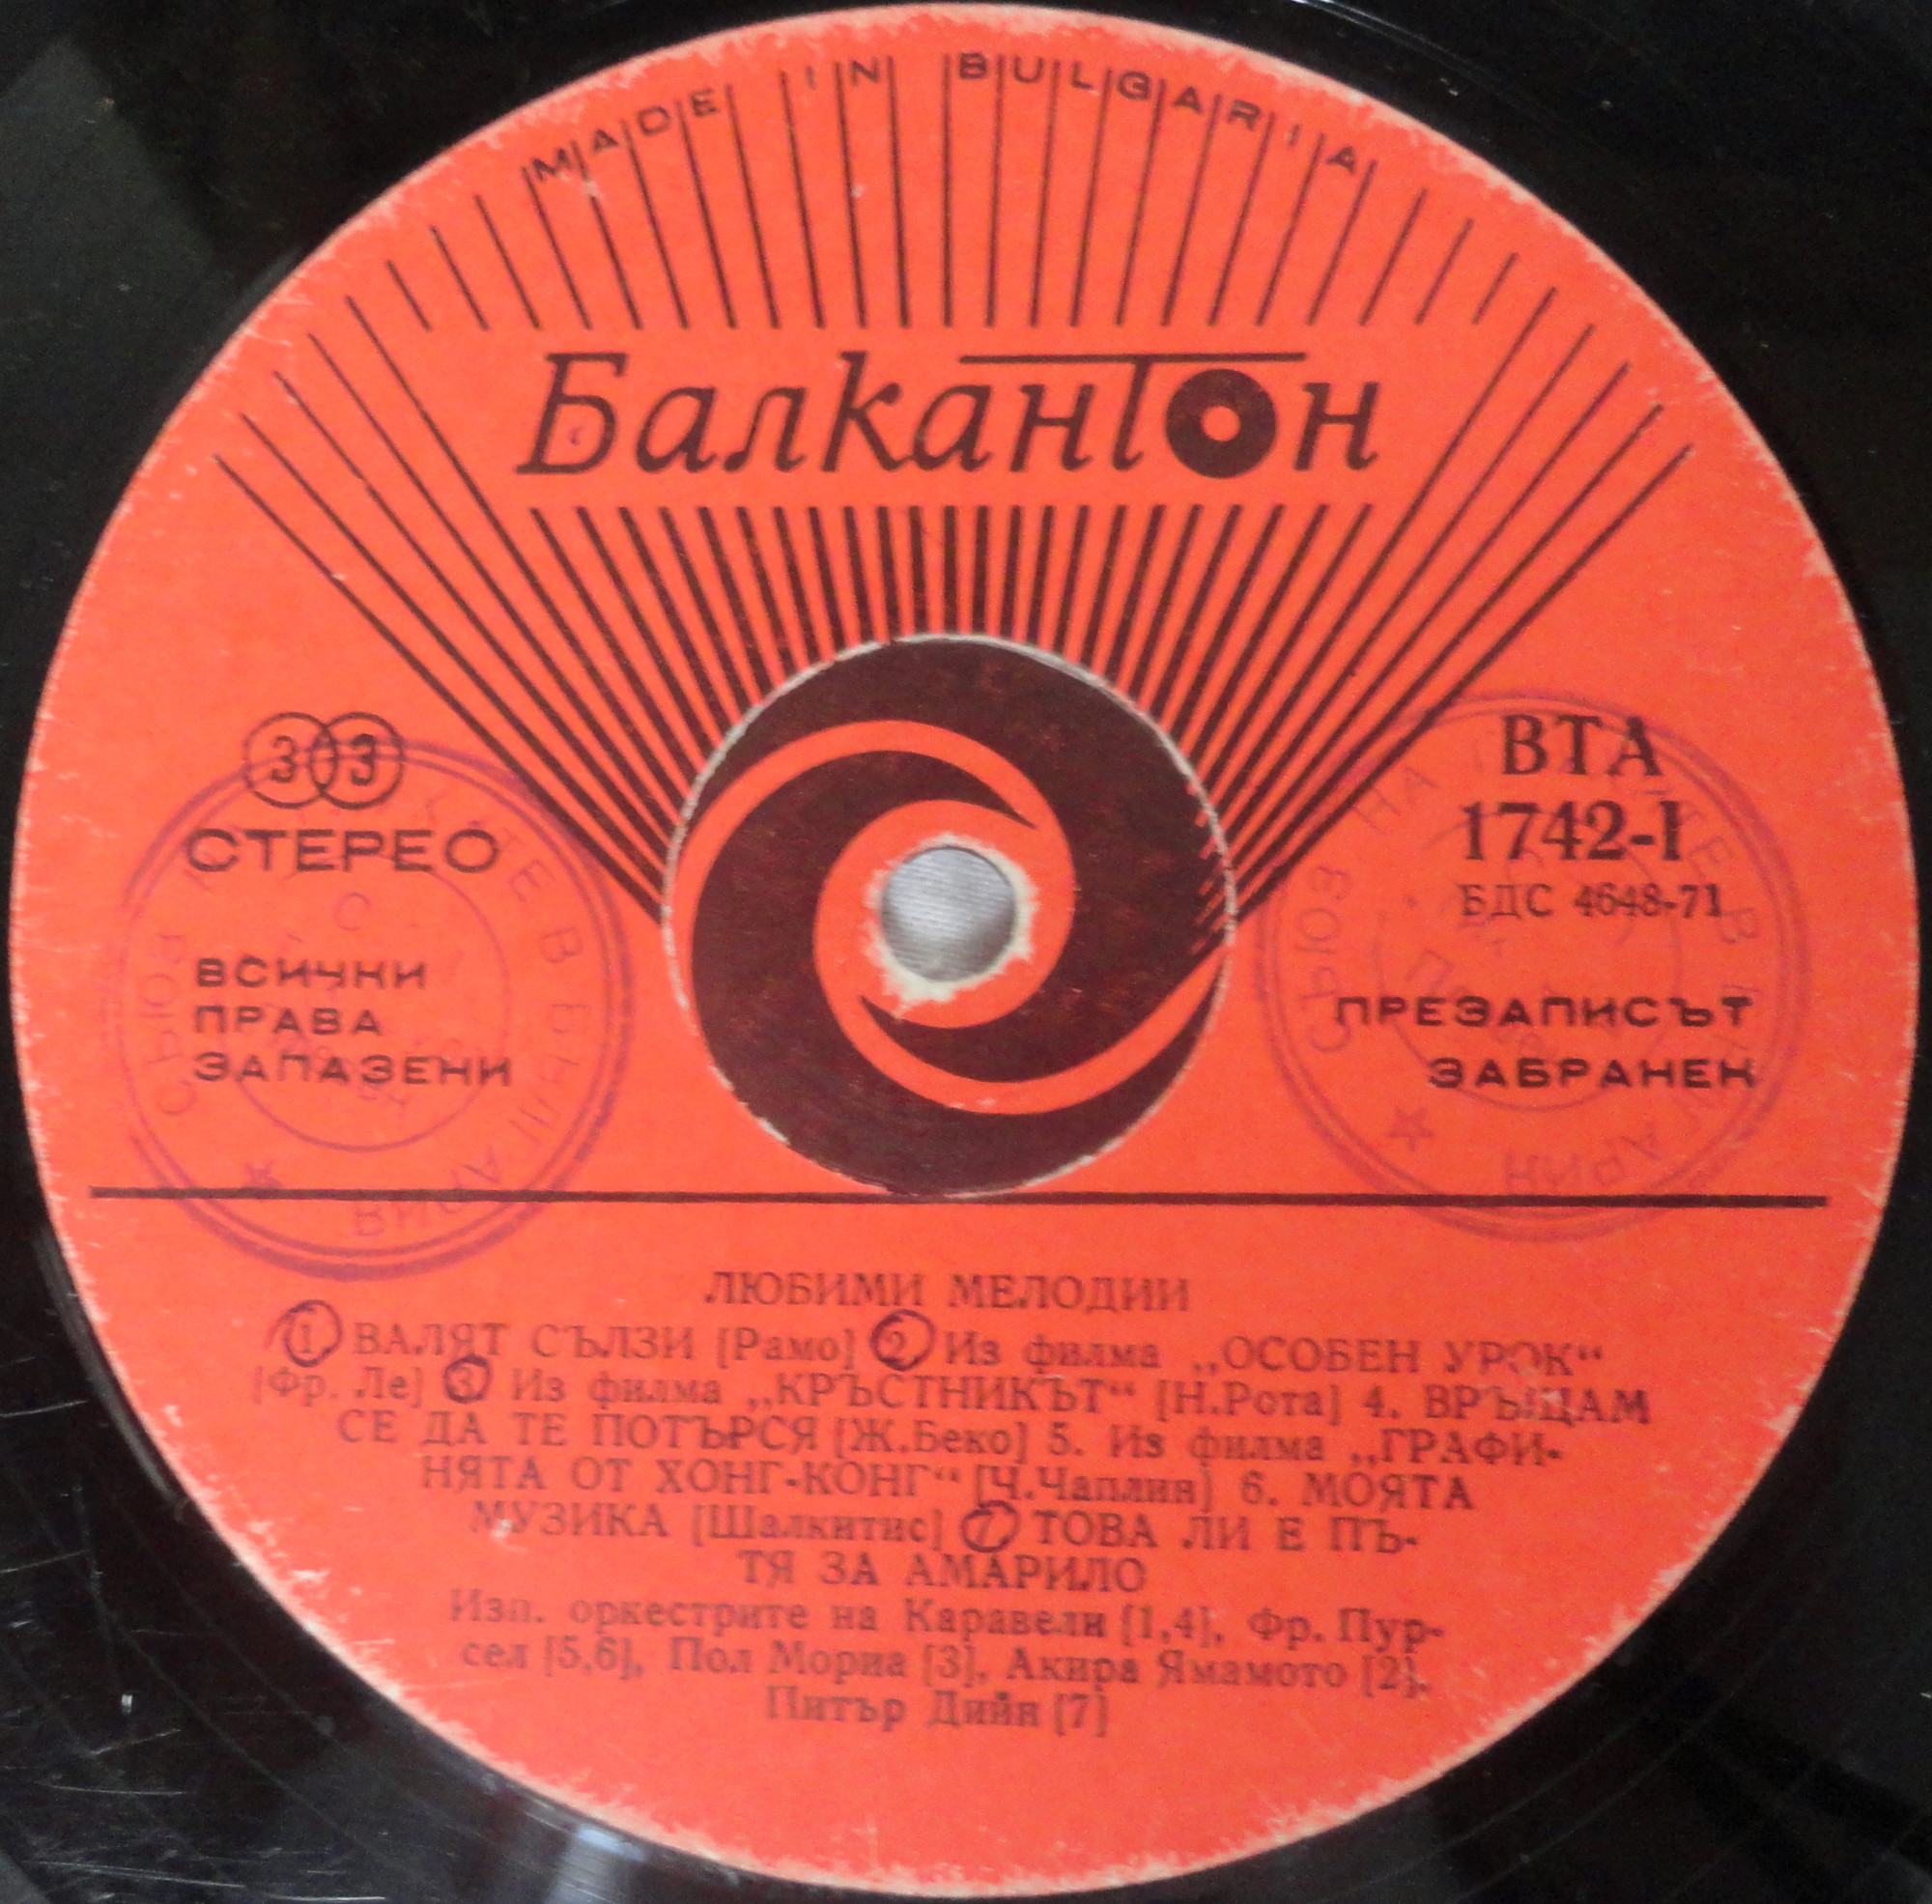 MADE IN BULGARIA
Балкантон
33
СТЕРЕО
ВСИЧКИ
ПРАВА
ЗАПАЗЕНИ
ВТА
1742-I
БДС 4648-71
ПРЕЗАПИСЪТ
ЗАБРАНЕН
СЪЮЗ НА
В БЪЛГАРИЯ
ЛЮБИМИ МЕЛОДИИ
1 ВАЛЯТ СЪЛЗИ [Рамо] 2 Из филма „ОСОБЕН УРОК“
[Фр. Ле] 3 Из филма „КРЪСТНИКЪТ“ [Н.Рота] 4. ВРЪЩАМ
СЕ ДА ТЕ ПОТЪРСЯ [Ж.Беко] 5. Из филма „ГРАФИ-
НЯТА ОТ ХОНГ-КОНГ“ [Ч.Чаплин] 6. МОЯТА
МУЗИКА [Шалкитис] 7 ТОВА ЛИ Е ПЪ-
ТЯ ЗА АМАРИЛО
Изп. оркестрите на Каравели [1,4], Фр. Пур-
сел [5,6], Пол Мориа [3], Акира Ямамото [2],
Питър Дийн [7]